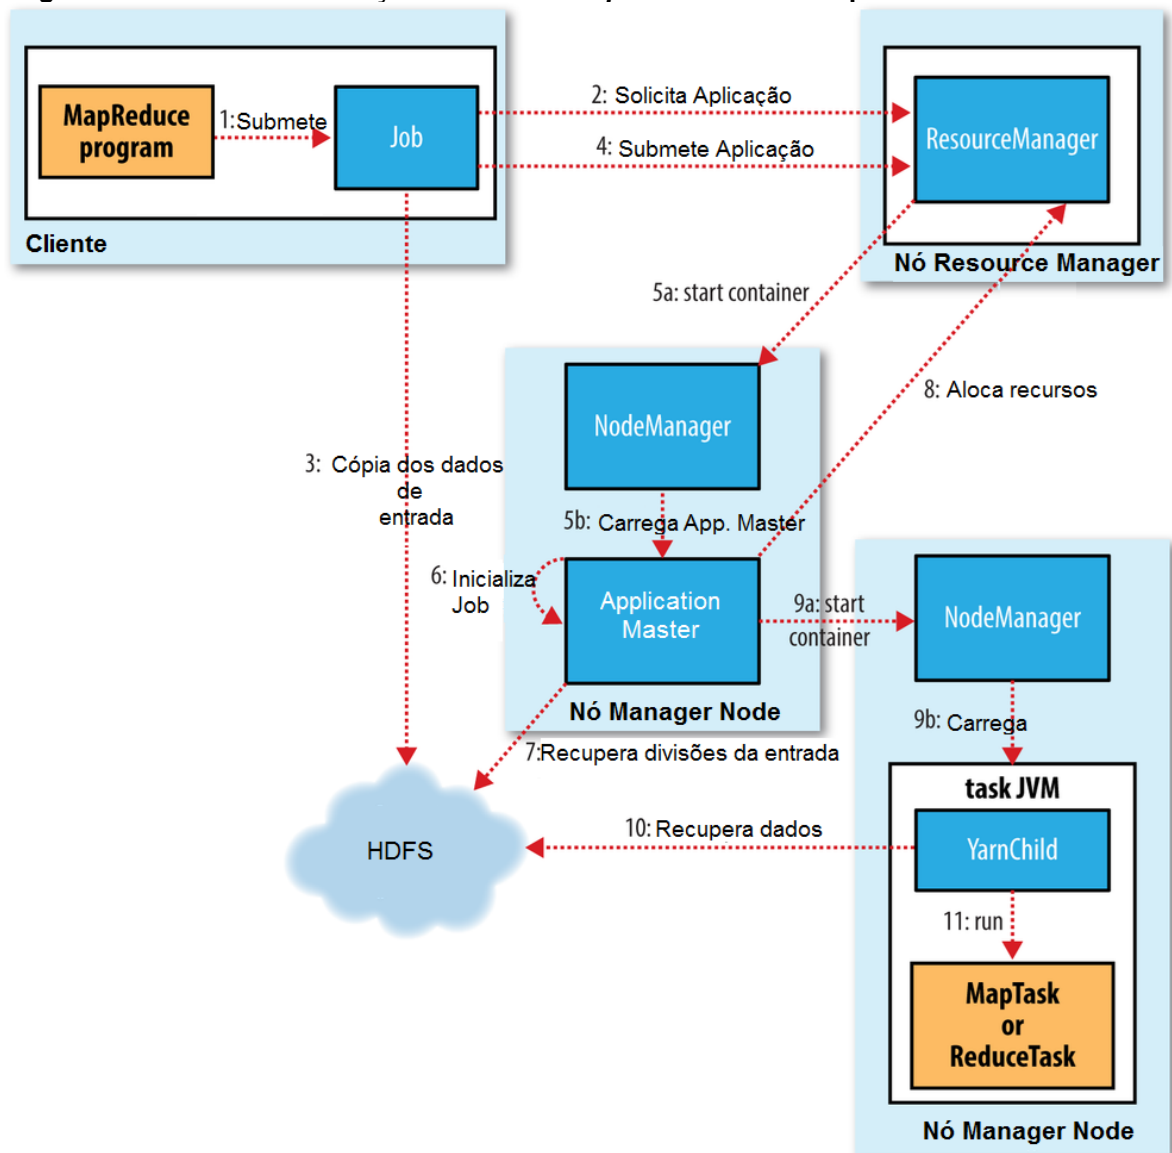 MapReduce
program
1:Submete
Job
2: Solicita Aplicação
4: Submete Aplicação
ResourceManager
Cliente
Nó Resource Manager
5a: start container
8: Aloca recursos
NodeManager
3: Cópia dos dados
de
entrada
5b: Carrega App. Master
6: Inicializa
Job
Application
Master
9a: start
container
NodeManager
Nó Manager Node
9b: Carrega
7:Recupera divisões da entrada
task JVM
HDFS
10: Recupera dados
YarnChild
11: run
MapTask
or
ReduceTask
Nó Manager Node